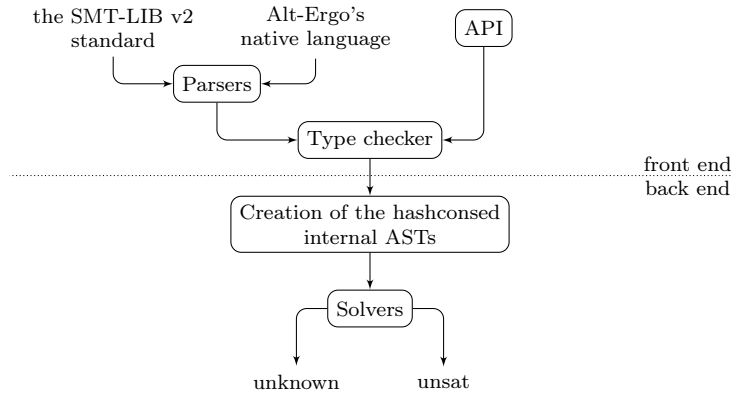 the SMT-LIB v2
standard
Alt-Ergo's
native language
API
Parsers
Type checker
front end
back end
Creation of the hashconsed
internal ASTs
Solvers
unknown
unsat